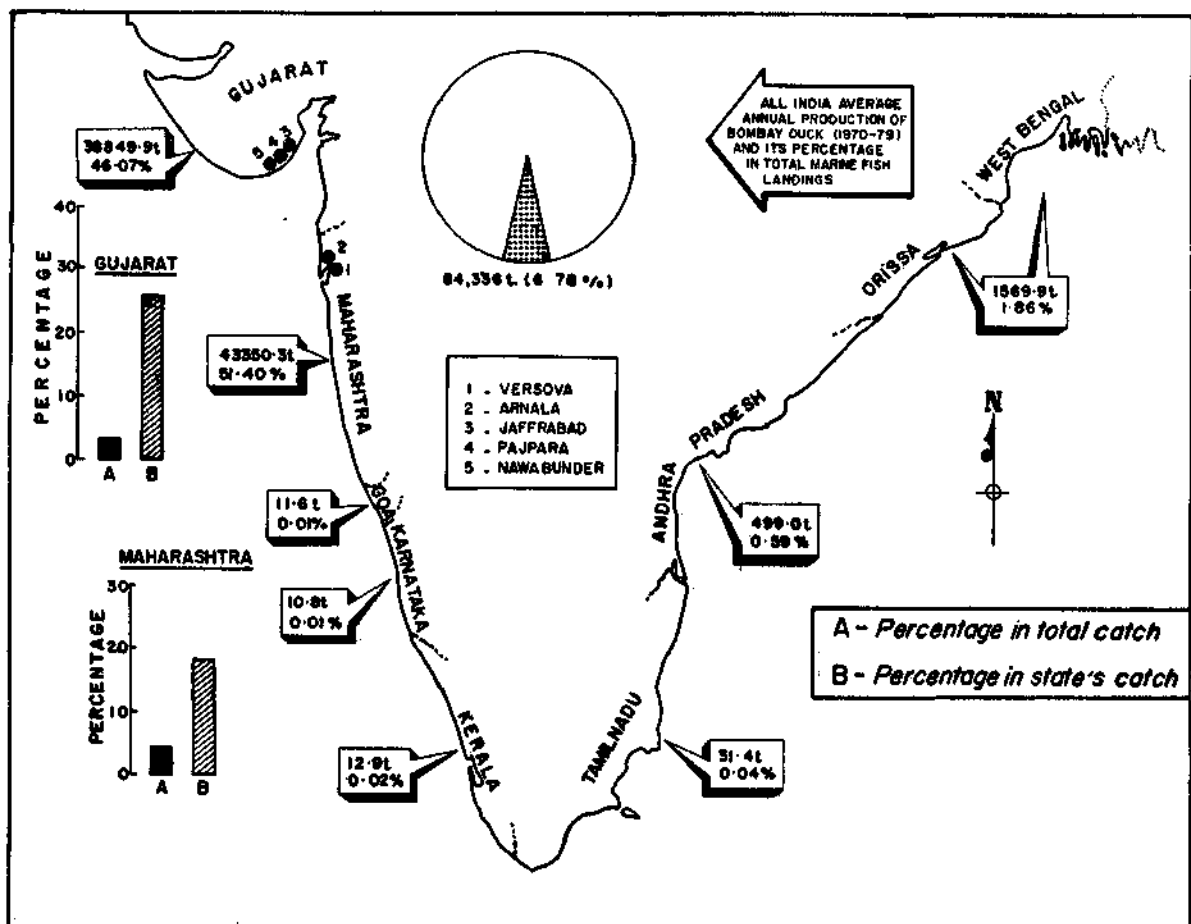 GUJARAT
38849·9t
46·07%
5 4 3
ALL INDIA AVERAGE
ANNUAL PRODUCTION OF
BOMBAY DUCK (1970-79)
AND ITS PERCENTAGE
IN TOTAL MARINE FISH
LANDINGS
WEST BENGAL
84,336t. (6 78%)
ORISSA
1569·9t
1·86%
PERCENTAGE
40
30
20
10
0
GUJARAT
A B
2
1
MAHARASHTRA
43350·3t
51·40%
1 - VERSOVA
2 - ARNALA
3 - JAFFRABAD
4 - PAJPARA
5 - NAWABUNDER
ANDHRA PRADESH
N
499·0t
0·59%
GOA
11·6t
0·01%
KARNATAKA
10·8t
0·01%
MAHARASHTRA
PERCENTAGE
30
20
10
0
A B
A - Percentage in total catch
B - Percentage in state's catch
KERALA
12·9t
0·02%
TAMILNADU
31·4t
0·04%